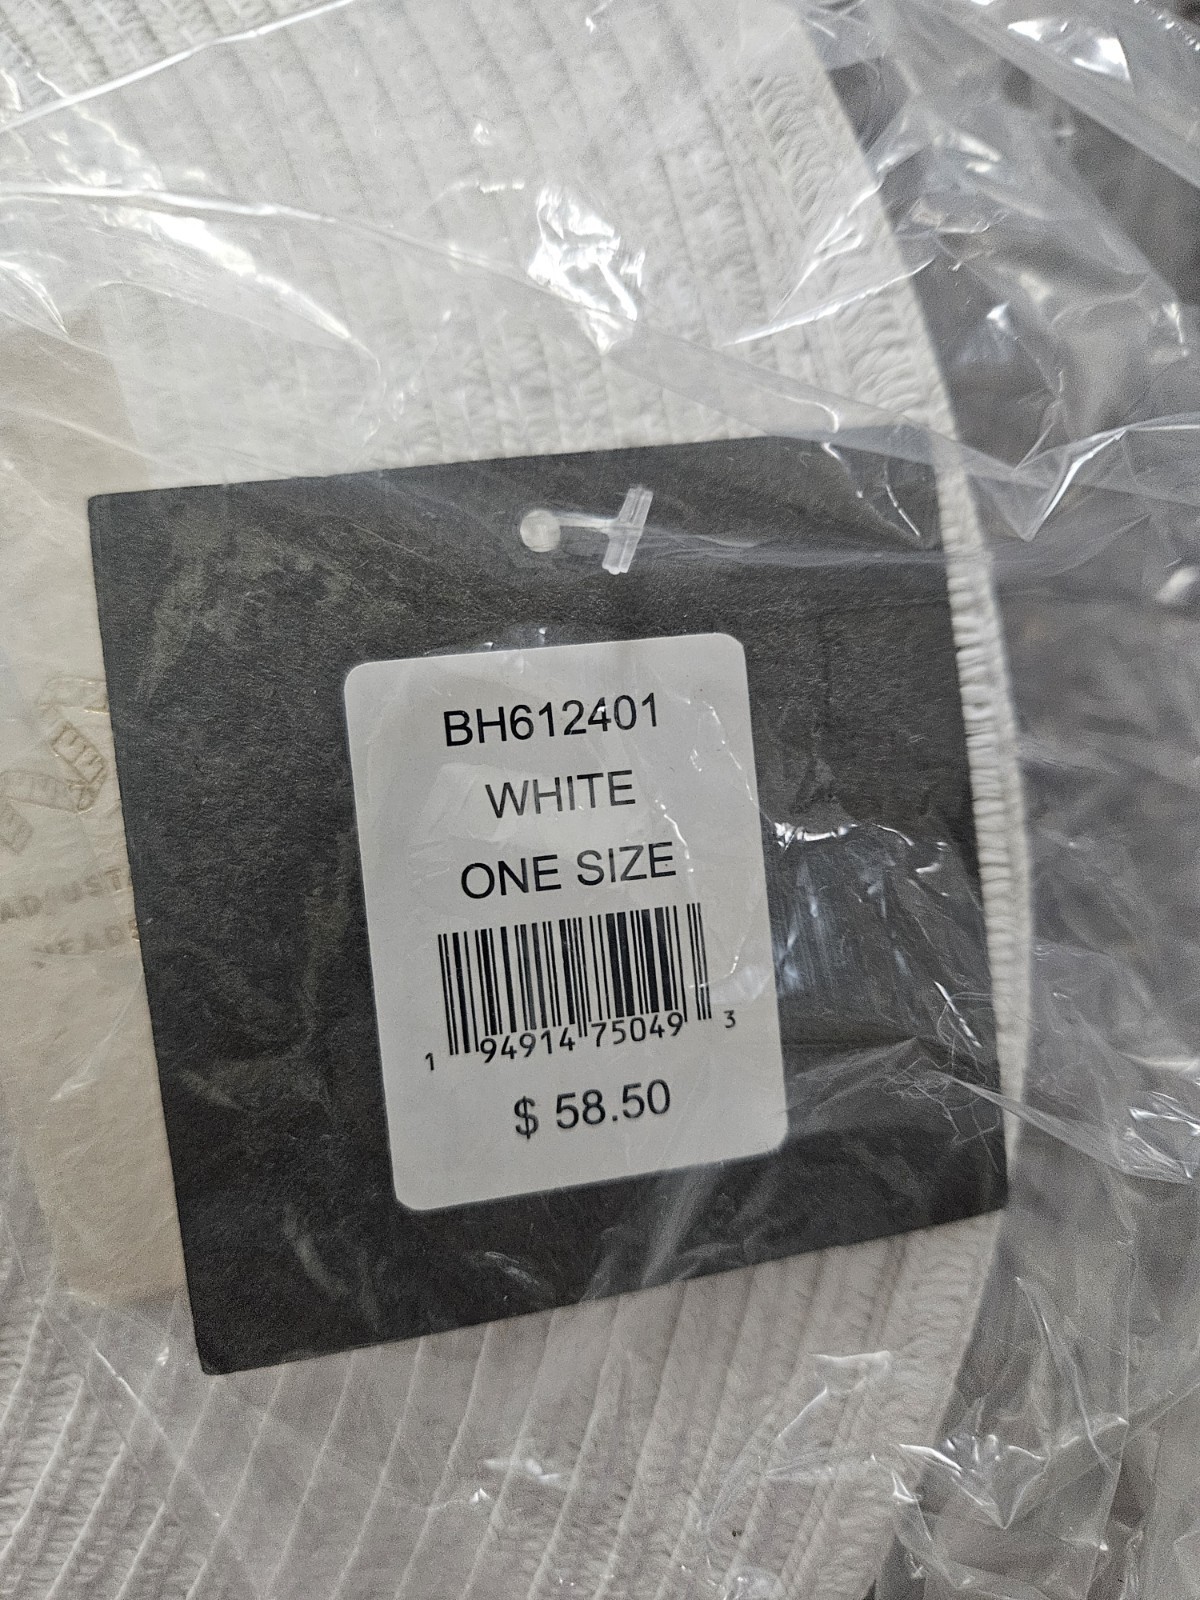 BH612401
WHITE
ONE SIZE
1 94914 75049 3
$ 58.50